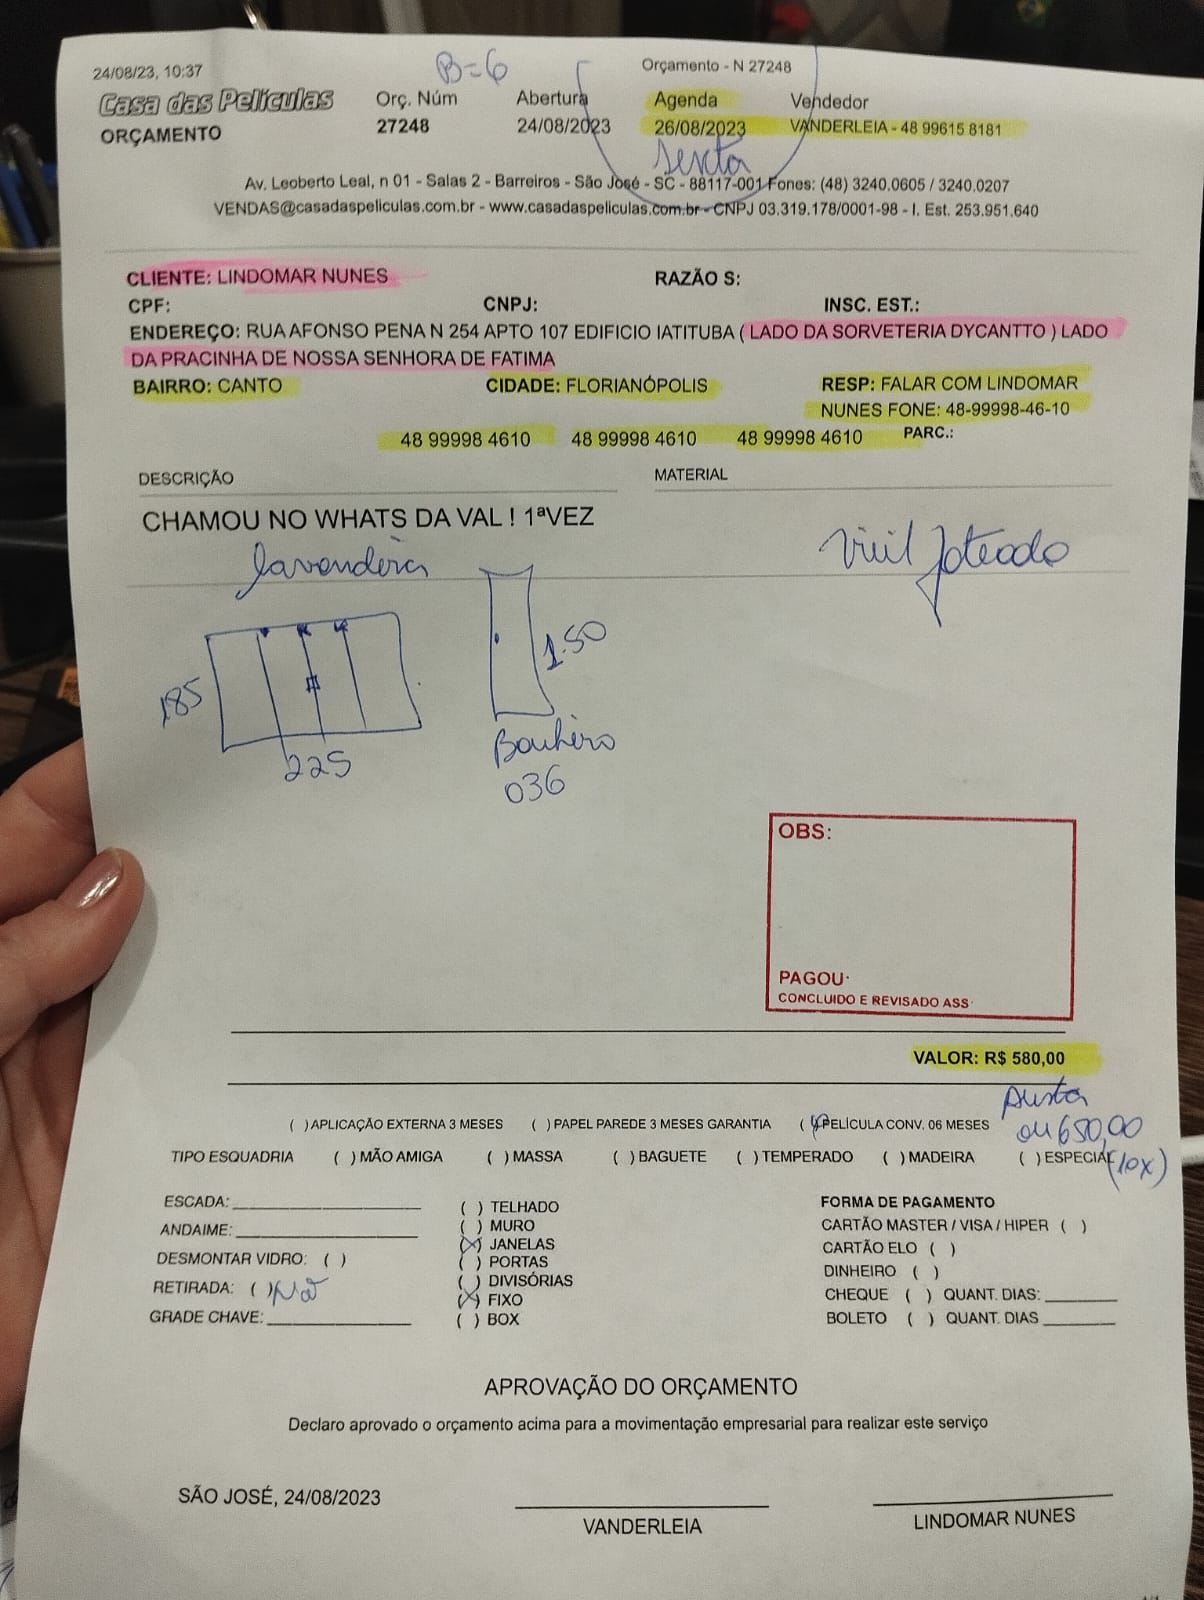 24/08/23, 10:37
B=6
Orçamento - N 27248
Casa das Películas
ORÇAMENTO
Orç. Núm
27248
Abertura
24/08/2023
Agenda
26/08/2023
sexta
Vendedor
VANDERLEIA - 48 99615 8181
Av. Leoberto Leal, n 01 - Salas 2 - Barreiros - São José - SC - 88117-001 Fones: (48) 3240.0605 / 3240.0207
VENDAS@casadaspeliculas.com.br - www.casadaspeliculas.com.br - CNPJ 03.319.178/0001-98 - I. Est. 253.951.640
CLIENTE: LINDOMAR NUNES RAZÃO S:
CPF: CNPJ: INSC. EST.:
ENDEREÇO: RUA AFONSO PENA N 254 APTO 107 EDIFICIO IATITUBA ( LADO DA SORVETERIA DYCANTTO ) LADO
DA PRACINHA DE NOSSA SENHORA DE FATIMA
BAIRRO: CANTO CIDADE: FLORIANÓPOLIS RESP: FALAR COM LINDOMAR
NUNES FONE: 48-99998-46-10
48 99998 4610 48 99998 4610 48 99998 4610 PARC.:
DESCRIÇÃO MATERIAL
CHAMOU NO WHATS DA VAL ! 1ªVEZ
lavanderia
Vinil Jateado
185
225
1.50
Banheiro
036
OBS:
PAGOU:
CONCLUIDO E REVISADO ASS:
VALOR: R$ 580,00
ou 650,00
(10x)
( ) APLICAÇÃO EXTERNA 3 MESES ( ) PAPEL PAREDE 3 MESES GARANTIA ( ) PELÍCULA CONV. 06 MESES
TIPO ESQUADRIA ( ) MÃO AMIGA ( ) MASSA ( ) BAGUETE ( ) TEMPERADO ( ) MADEIRA ( ) ESPECIAL
ESCADA:
ANDAIME:
DESMONTAR VIDRO: ( )
RETIRADA: ( ) Não
GRADE CHAVE:
( ) TELHADO
( ) MURO
(X) JANELAS
( ) PORTAS
( ) DIVISÓRIAS
(X) FIXO
( ) BOX
FORMA DE PAGAMENTO
CARTÃO MASTER / VISA / HIPER ( )
CARTÃO ELO ( )
DINHEIRO ( )
CHEQUE ( ) QUANT. DIAS:
BOLETO ( ) QUANT. DIAS
APROVAÇÃO DO ORÇAMENTO
Declaro aprovado o orçamento acima para a movimentação empresarial para realizar este serviço
SÃO JOSÉ, 24/08/2023
VANDERLEIA
LINDOMAR NUNES